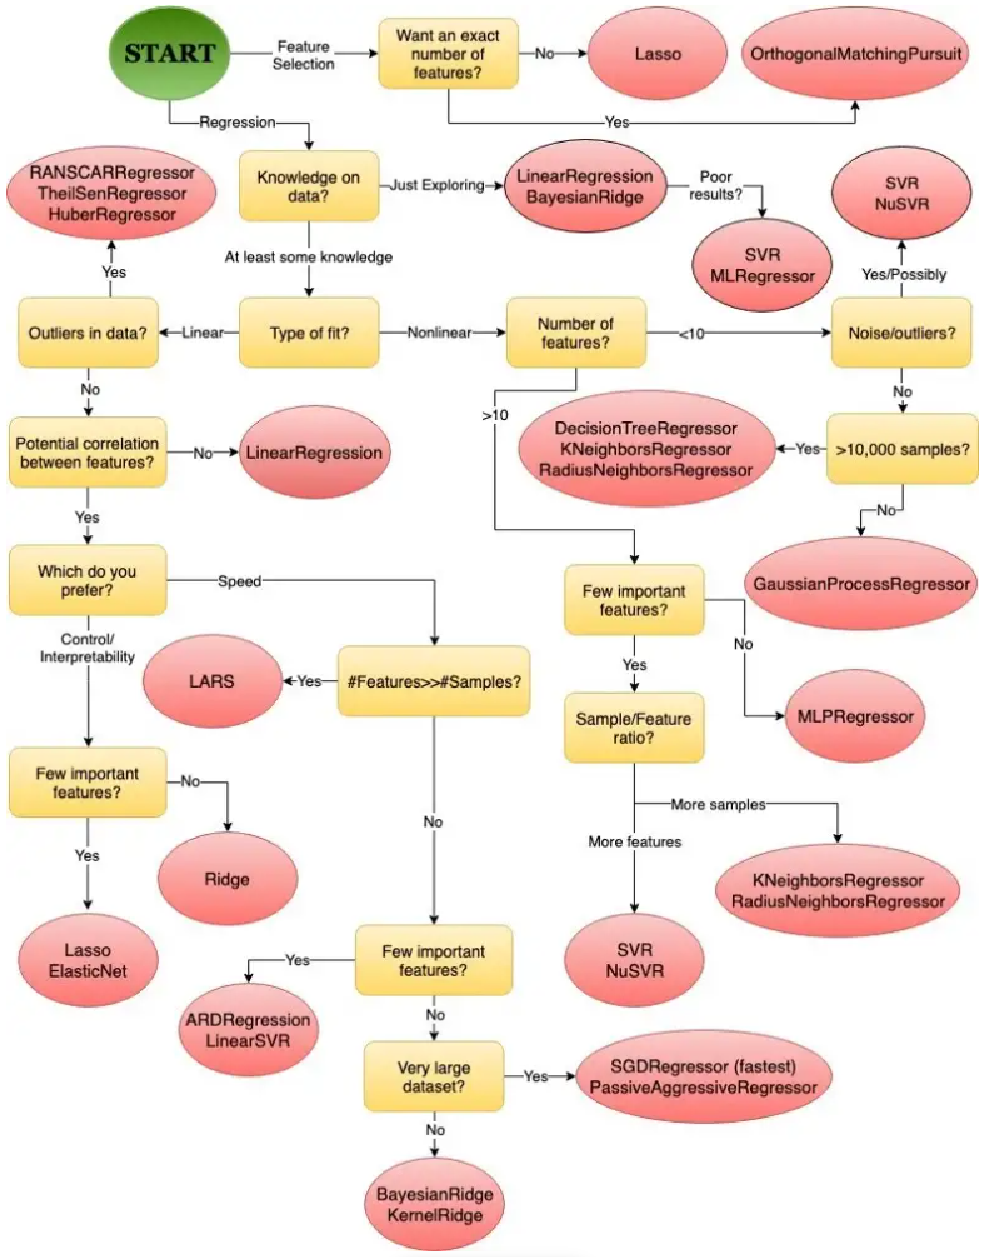 START
Feature
Selection
Want an exact
number of
features?
No
Lasso
OrthogonalMatchingPursuit
Yes
Regression
RANSCARRegressor
TheilSenRegressor
HuberRegressor
Knowledge on
data?
Just Exploring
LinearRegression
BayesianRidge
Poor
results?
SVR
NuSVR
SVR
MLRegressor
At least some knowledge
Yes
Yes/Possibly
Outliers in data?
Linear
Type of fit?
Nonlinear
Number of
features?
<10
Noise/outliers?
No
No
>10
Potential correlation
between features?
No
LinearRegression
DecisionTreeRegressor
KNeighborsRegressor
RadiusNeighborsRegressor
Yes
>10,000 samples?
Yes
No
Which do you
prefer?
Speed
Few important
features?
GaussianProcessRegressor
Control/
Interpretability
No
Yes
LARS
Yes
#Features>>#Samples?
Sample/Feature
ratio?
MLPRegressor
Few important
features?
No
More samples
No
More features
Yes
Ridge
KNeighborsRegressor
RadiusNeighborsRegressor
Lasso
ElasticNet
Yes
Few important
features?
SVR
NuSVR
ARDRegression
LinearSVR
No
Very large
dataset?
Yes
SGDRegressor (fastest)
PassiveAggressiveRegressor
No
BayesianRidge
KernelRidge